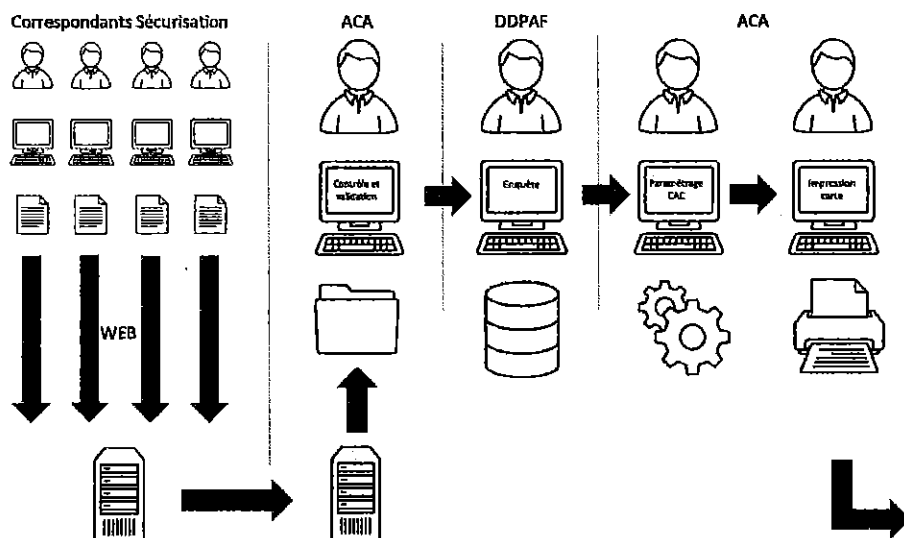 Correspondants Sécurisation
ACA
DDPAF
ACA
Contrôle et
validation
Enquête
Paramétrage
CAC
Impression
carte
WEB